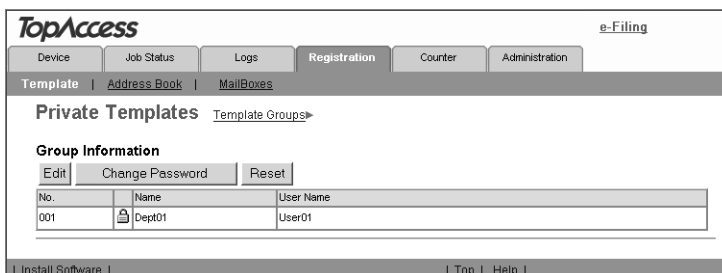 TopAccess
e-Filing
Device Job Status Logs Registration Counter Administration
Template | Address Book | MailBoxes
Private Templates Template Groups▶
Group Information
Edit Change Password Reset
No. Name User Name
001 Dept01 User01
| Install Software | | Top | Help |